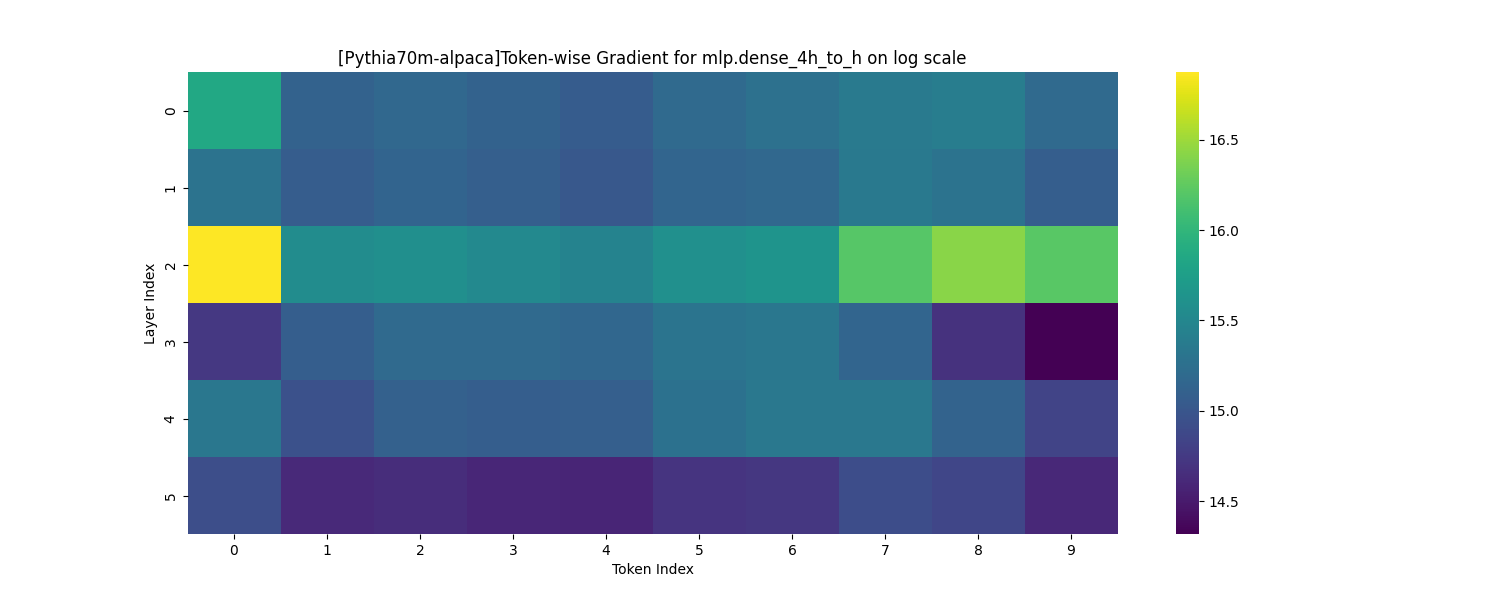 [Pythia70m-alpaca]Token-wise Gradient for mlp.dense_4h_to_h on log scale
Layer Index
0
1
2
3
4
5
0 1 2 3 4 5 6 7 8 9
Token Index
16.5
16.0
15.5
15.0
14.5